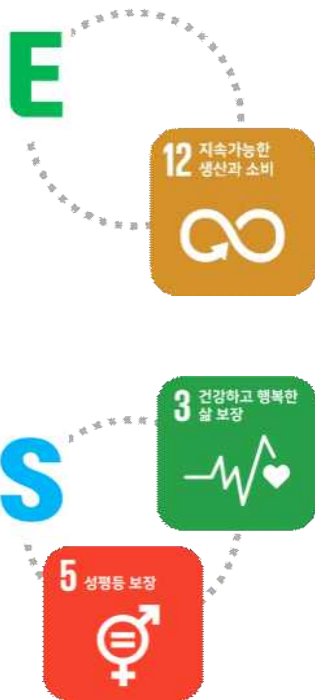 E
12 지속가능한
생산과 소비
3 건강하고 행복한
삶 보장
S
5 성평등 보장